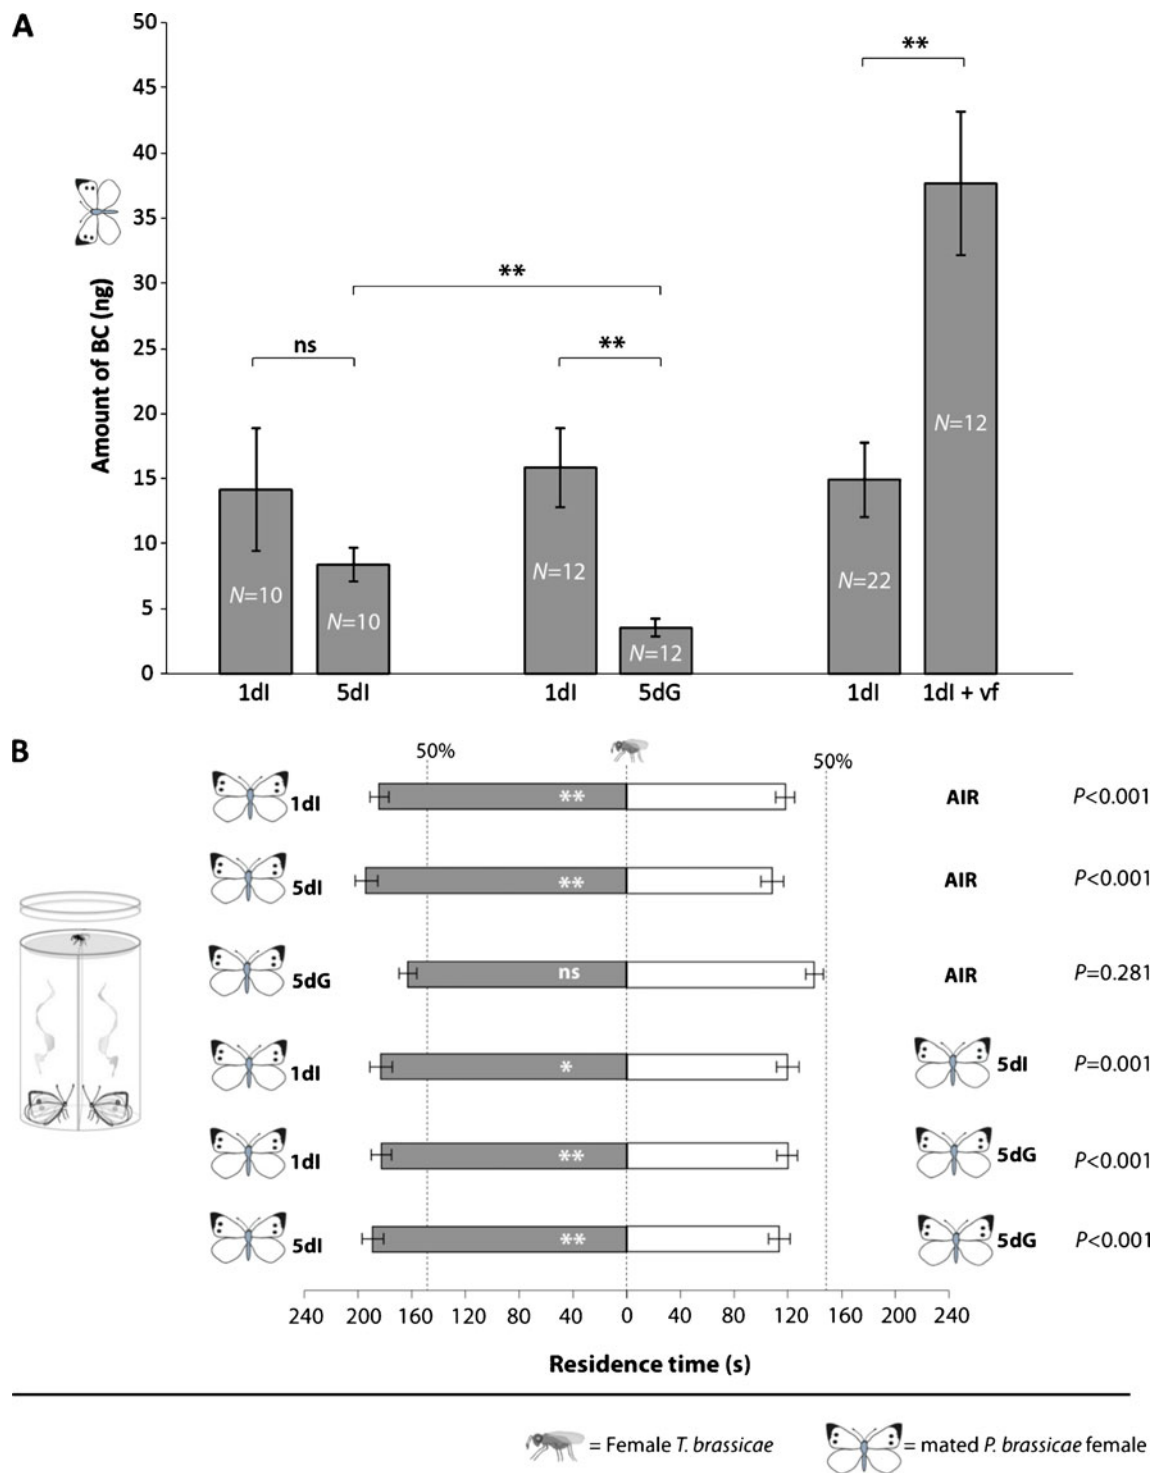 A
50
45
40
35
30
25
20
15
10
5
0
Amount of BC (ng)
ns
**
**
**
N=10
N=10
N=12
N=12
N=22
N=12
1dI 5dI 1dI 5dG 1dI 1dI + vf
B
50% 50%
1dI ** AIR P<0.001
5dI ** AIR P<0.001
5dG ns AIR P=0.281
1dI * 5dI P=0.001
1dI ** 5dG P<0.001
5dI ** 5dG P<0.001
240 200 160 120 80 40 0 40 80 120 160 200 240
Residence time (s)
= Female T. brassicae = mated P. brassicae female